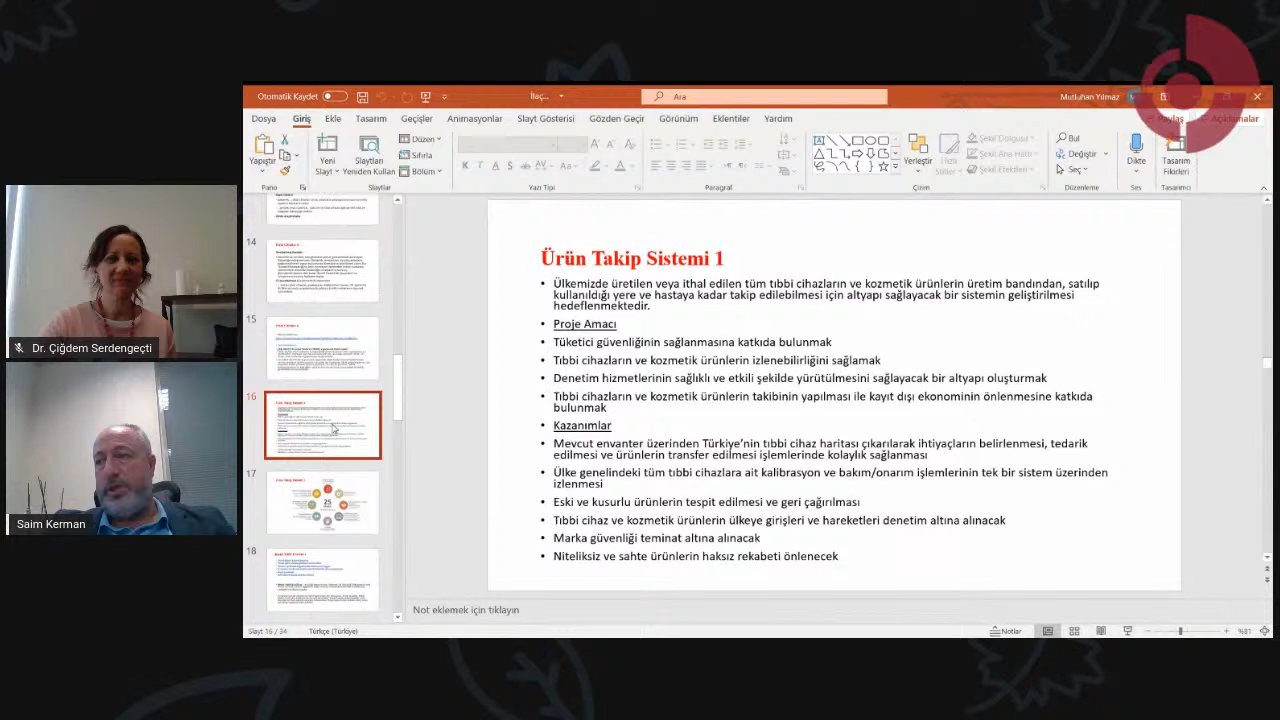 Otomatik Kaydet
İlaç...
Ara
Mutluhan Yılmaz
Dosya Giriş Ekle Tasarım Geçişler Animasyonlar Slayt Gösterisi Gözden Geçir Görünüm Eklentiler Yardım Paylaş Açıklamalar
Yapıştır
Yeni Slayt
Slaytları Yeniden Kullan
Düzen
Sıfırla
Bölüm
Yerleştir
Şekil Dolgusu
Şekil Ana Hattı
Şekil Efektleri
Bul
Değiştir
Seç
Dikte
Tasarım Fikirleri
Pano Slaytlar Yazı Tipi Paragraf Çizim Düzenleme Ses Tasarımcı
14
15
16
17
18
Dr. Çiğdem Serdengeçti
Saim Kerman
Ürün Takip Sistemi 1
• Ülkemizde üretilen veya ithal edilen tüm tıbbi cihazların ve kozmetik ürünlerin üretim bandından, satılıp
kullanıldığı yere ve hastaya kadar takip edilebilmesi için altyapı sağlayacak bir sistemin geliştirilmesi
hedeflenmektedir.
• Proje Amacı
• Tüketici güvenliğinin sağlanmasına katkıda bulunmak
• Tıbbi cihazların ve kozmetik ürünlerin izlenebilirliğini sağlamak
• Denetim hizmetlerinin sağlıklı ve etkili şekilde yürütülmesini sağlayacak bir altyapı oluşturmak
• Tıbbi cihazların ve kozmetik ürünlerin takibinin yapılması ile kayıt dışı ekonominin önlenmesine katkıda
bulunmak
Kazanımlar
• Mevcut envanter üzerinden Türkiye tıbbi cihaz haritası çıkarılarak ihtiyaçların belirlenmesi, tedarik
edilmesi ve ürünlerin transferlerinin işlemlerinde kolaylık sağlanması
• Ülke genelindeki tüm tıbbi cihazlara ait kalibrasyon ve bakım/onarım işlemlerinin tek bir sistem üzerinden
izlenmesi
• Eksik ve kusurlu ürünlerin tespit edilmesi ve geri çağırılması
• Tıbbi cihaz ve kozmetik ürünlerin ülkeye girişleri ve hareketleri denetim altına alınacak
• Marka güvenliği teminat altına alınacak
• Niteliksiz ve sahte ürünlerin haksız rekabeti önlenecek
Not eklemek için tıklayın
Slayt 16 / 34
Türkçe (Türkiye)
Notlar
%81